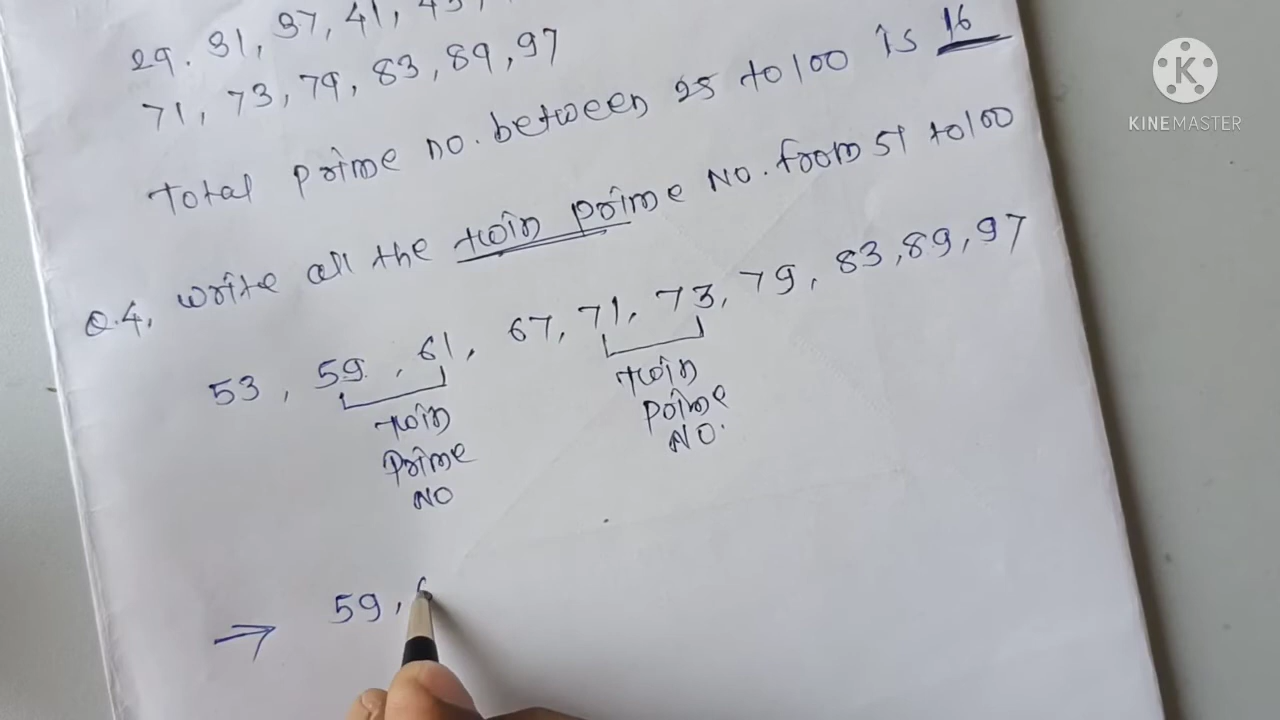 29. 31, 37, 41, 43,
71, 73, 79, 83, 89, 97
Total prime no. between 25 to 100 is 16
Q.4, write all the twin prime No. from 51 to 100
53, 59, 61, 67, 71, 73, 79, 83, 89, 97
twin
prime
NO
twin
prime
NO.
→ 59, 6
KINEMASTER